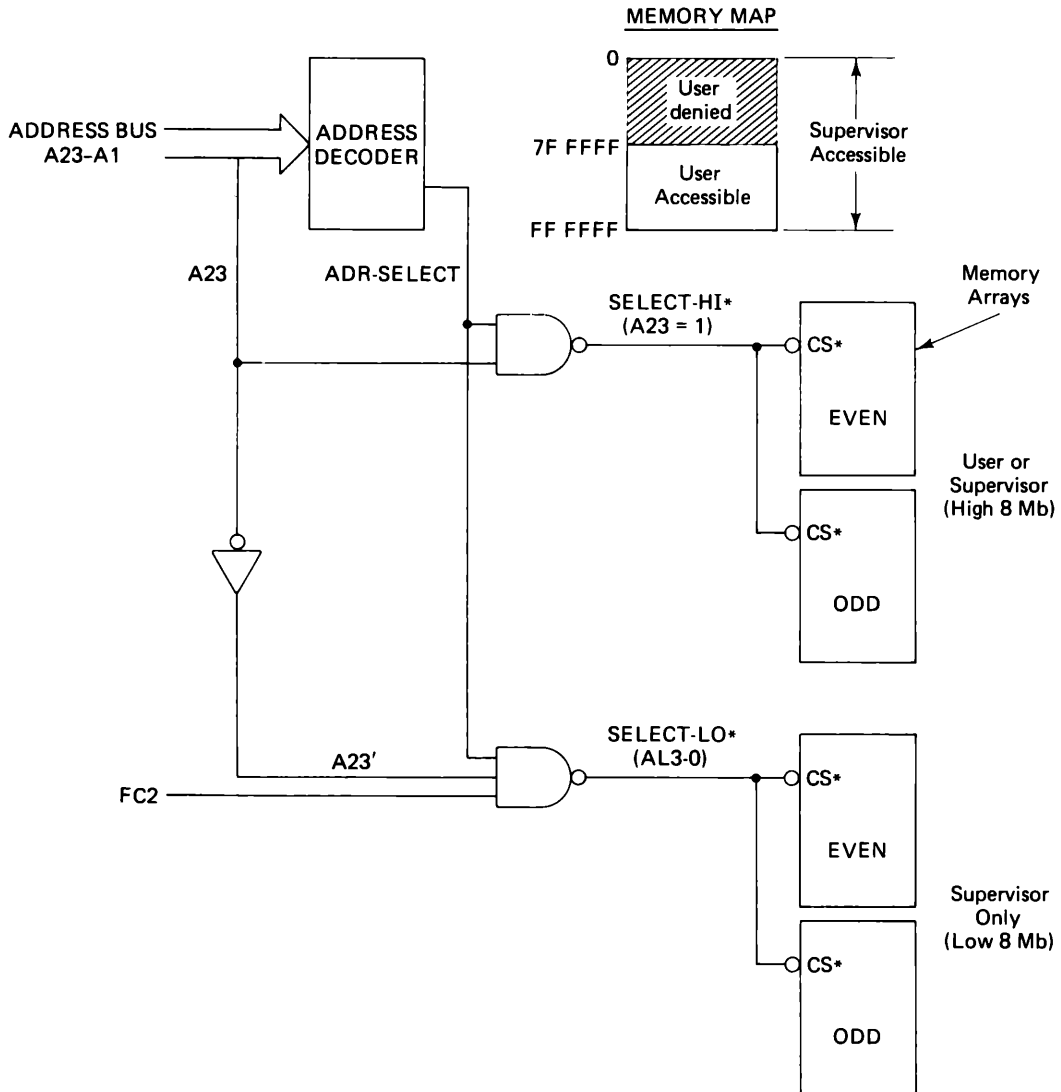 MEMORY MAP
0
User
denied
7F FFFF
User
Accessible
FF FFFF
Supervisor
Accessible
ADDRESS BUS
A23–A1
ADDRESS
DECODER
A23
ADR-SELECT
SELECT-HI*
(A23 = 1)
Memory
Arrays
CS*
EVEN
User or
Supervisor
(High 8 Mb)
CS*
ODD
A23'
FC2
SELECT-LO*
(AL3-0)
CS*
EVEN
Supervisor
Only
(Low 8 Mb)
CS*
ODD